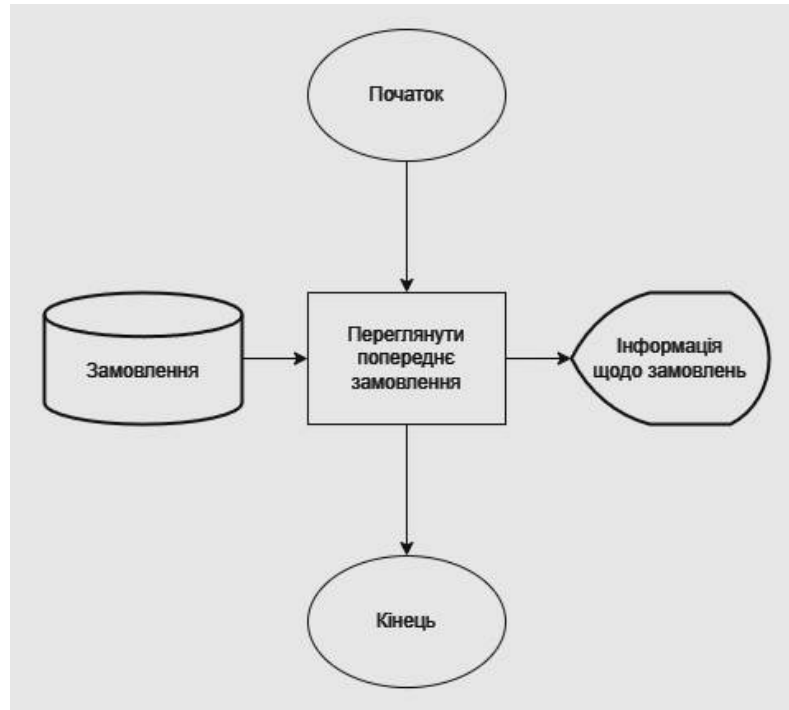 Початок
Замовлення
Переглянути
попереднє
замовлення
Інформація
щодо замовлень
Кінець